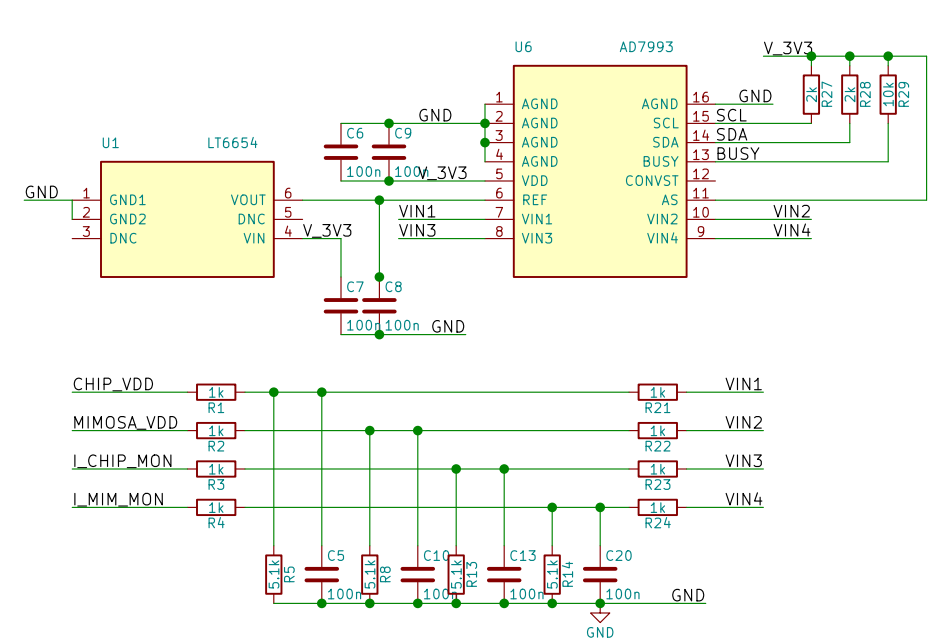 U6 AD7993
V_3V3
1 AGND AGND 16 GND
2k R27 2k R28 10k R29
GND 2 AGND SCL 15 SCL
C6 C9 3 AGND SDA 14 SDA
U1 LT6654
4 AGND BUSY 13 BUSY
100n 100n V_3V3 5 VDD CONVST 12
GND 1 GND1 VOUT 6
6 REF AS 11
2 GND2 DNC 5
VIN1 7 VIN1 VIN2 10 VIN2
3 DNC VIN 4 V_3V3
VIN3 8 VIN3 VIN4 9 VIN4
C7 C8
100n 100n GND
CHIP_VDD 1k R1 1k R21 VIN1
MIMOSA_VDD 1k R2 1k R22 VIN2
I_CHIP_MON 1k R3 1k R23 VIN3
I_MIM_MON 1k R4 1k R24 VIN4
5.1k R5 C5 100n 5.1k R8 C10 100n 5.1k R13 C13 100n 5.1k R14 C20 100n GND
GND